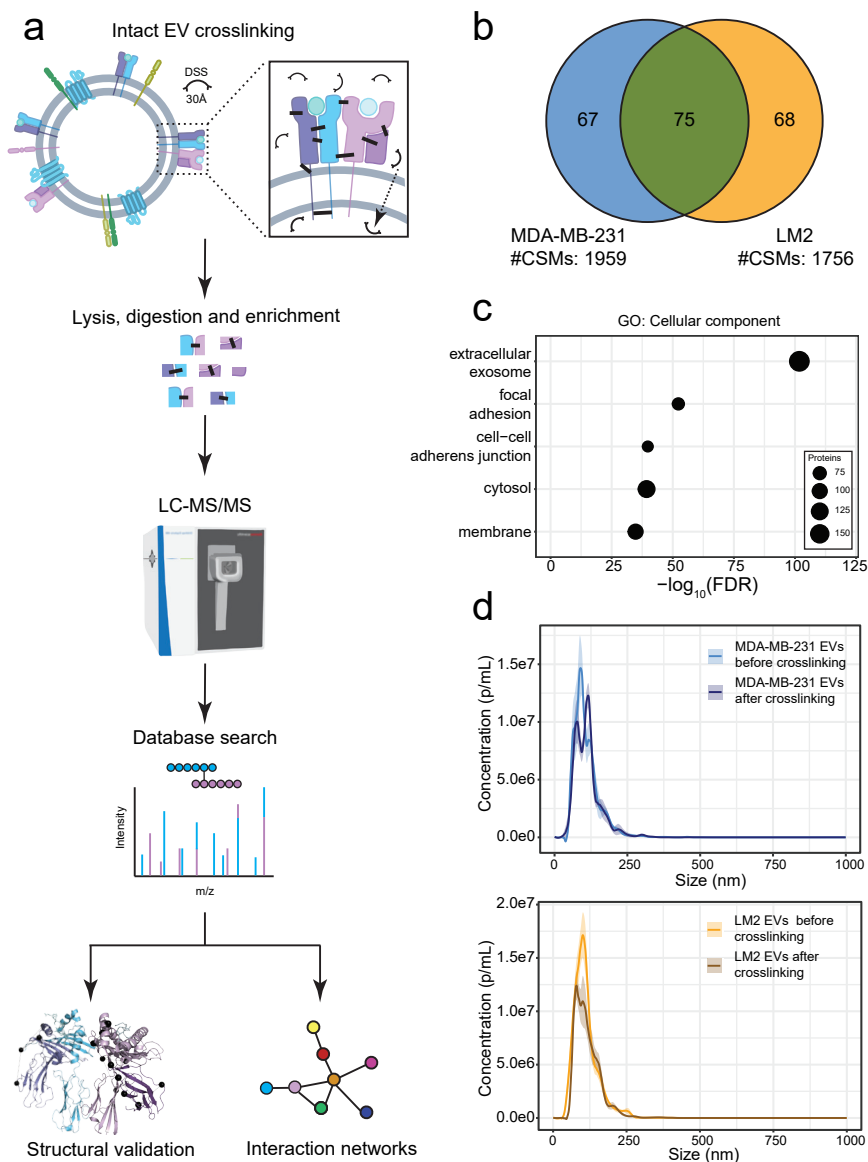 a
Intact EV crosslinking
DSS
30Å
Lysis, digestion and enrichment
LC-MS/MS
Database search
Intensity
m/z
Structural validation
Interaction networks
b
67
75
68
MDA-MB-231
#CSMs: 1959
LM2
#CSMs: 1756
c
GO: Cellular component
extracellular
exosome
focal
adhesion
cell−cell
adherens junction
cytosol
membrane
Proteins
75
100
125
150
0
25
50
75
100
125
−log10(FDR)
d
Concentration (p/mL)
1.5e7
1.0e7
5.0e6
0.0e0
MDA-MB-231 EVs
before crosslinking
MDA-MB-231 EVs
after crosslinking
0
250
500
750
1000
Size (nm)
Concentration (p/mL)
2.0e7
1.5e7
1.0e7
5.0e6
0.0e0
LM2 EVs before
crosslinking
LM2 EVs after
crosslinking
0
250
500
750
1000
Size (nm)